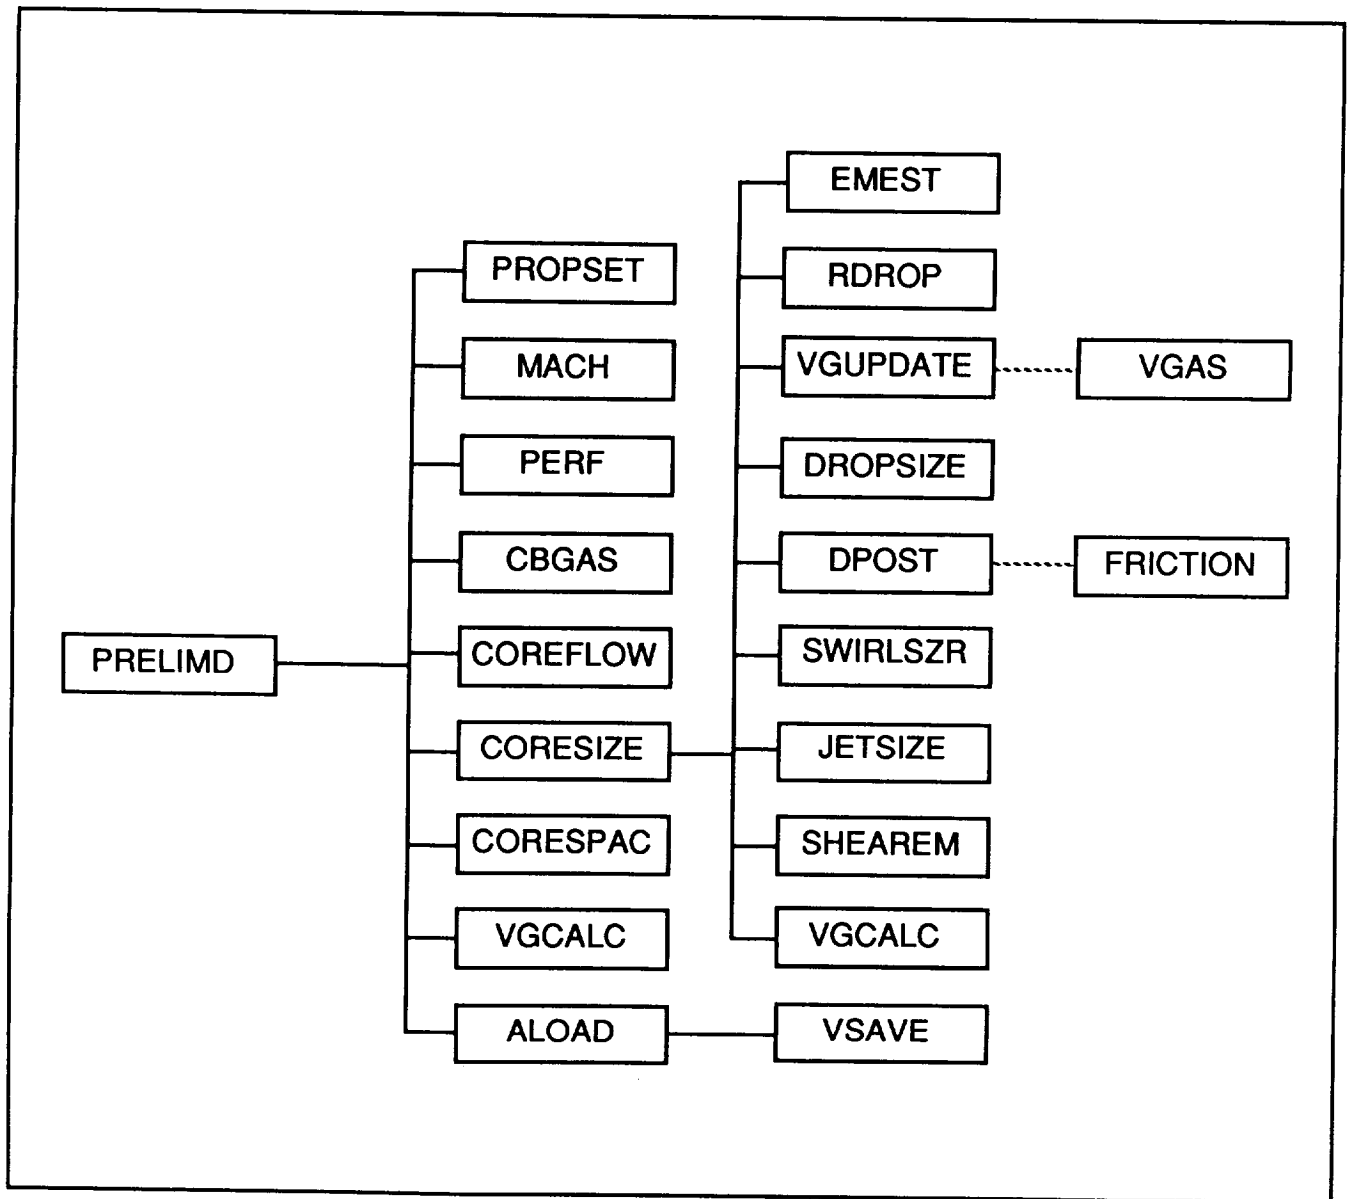 EMEST
PROPSET
RDROP
MACH
VGUPDATE
VGAS
PERF
DROPSIZE
CBGAS
DPOST
FRICTION
PRELIMD
COREFLOW
SWIRLSZR
CORESIZE
JETSIZE
CORESPAC
SHEAREM
VGCALC
VGCALC
ALOAD
VSAVE